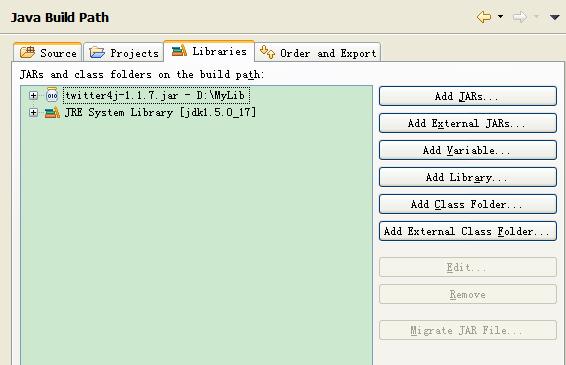 Java Build Path
Source Projects Libraries Order and Export
JARs and class folders on the build path:
twitter4j-1.1.7.jar - D:\MyLib
JRE System Library [jdk1.5.0_17]
Add JARs...
Add External JARs...
Add Variable...
Add Library...
Add Class Folder...
Add External Class Folder...
Edit...
Remove
Migrate JAR File...